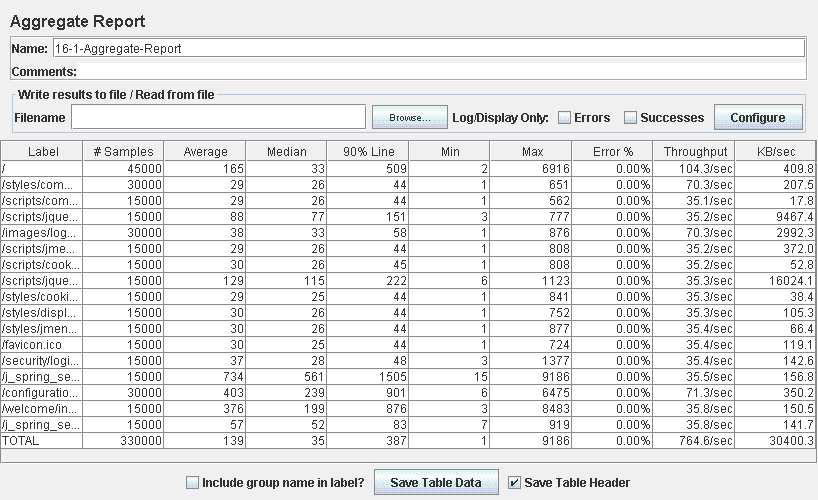 Aggregate Report
Name: 16-1-Aggregate-Report
Comments:
Write results to file / Read from file
Filename Browse... Log/Display Only: Errors Successes Configure
Label # Samples Average Median 90% Line Min Max Error % Throughput KB/sec
/ 45000 165 33 509 2 6916 0.00% 104.3/sec 409.8
/styles/com... 30000 29 26 44 1 651 0.00% 70.3/sec 207.5
/scripts/com... 15000 29 26 44 1 562 0.00% 35.1/sec 17.8
/scripts/jque... 15000 88 77 151 3 777 0.00% 35.2/sec 9467.4
/images/log... 30000 38 33 58 1 876 0.00% 70.3/sec 2992.3
/scripts/jme... 15000 29 26 44 1 808 0.00% 35.2/sec 372.0
/scripts/cook... 15000 30 26 45 1 808 0.00% 35.2/sec 52.8
/scripts/jque... 15000 129 115 222 6 1123 0.00% 35.3/sec 16024.1
/styles/cooki... 15000 29 25 44 1 841 0.00% 35.3/sec 38.4
/styles/displ... 15000 30 26 44 1 752 0.00% 35.3/sec 105.3
/styles/jmen... 15000 30 26 44 1 877 0.00% 35.4/sec 66.4
/favicon.ico 15000 30 25 44 1 724 0.00% 35.4/sec 119.1
/security/logi... 15000 37 28 48 3 1377 0.00% 35.4/sec 142.6
/j_spring_se... 15000 734 561 1505 15 9186 0.00% 35.5/sec 156.8
/configuratio... 30000 403 239 901 6 6475 0.00% 71.3/sec 350.2
/welcome/in... 15000 376 199 876 3 8483 0.00% 35.8/sec 150.5
/j_spring_se... 15000 57 52 83 7 919 0.00% 35.8/sec 141.7
TOTAL 330000 139 35 387 1 9186 0.00% 764.6/sec 30400.3
Include group name in label? Save Table Data Save Table Header